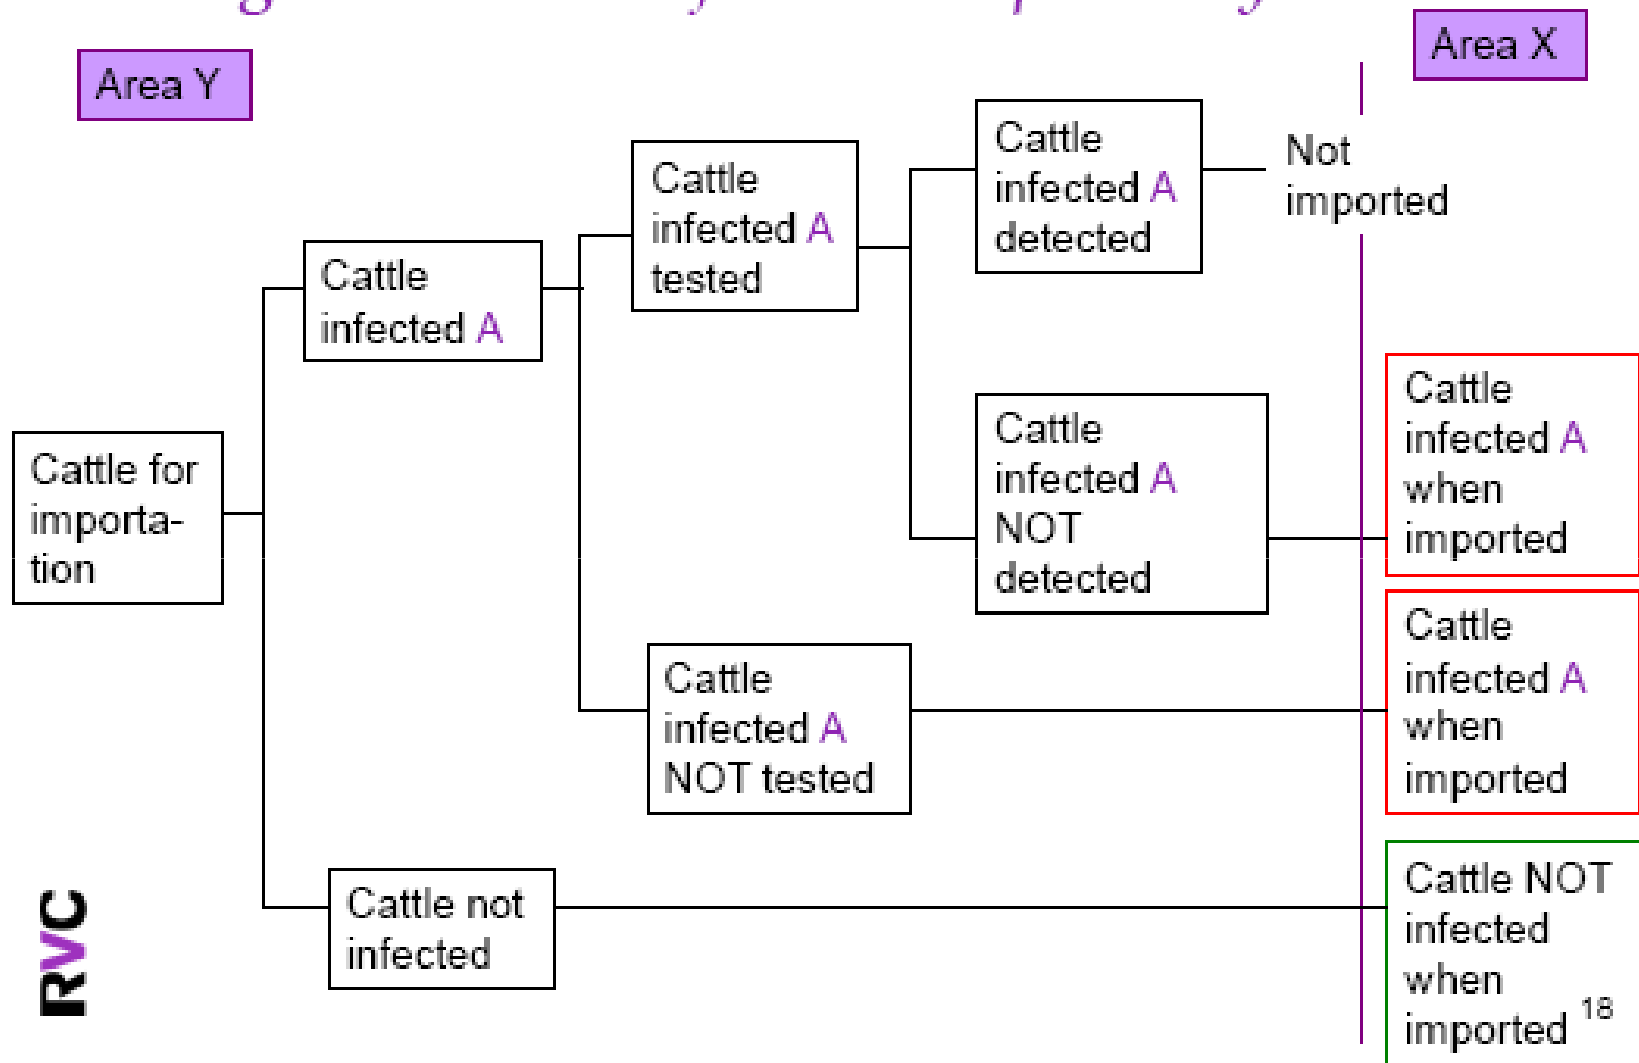 Area Y
Area X
Cattle
infected A
detected
Not
imported
Cattle
infected A
tested
Cattle
infected A
Cattle
infected A
when
imported
Cattle
infected A
NOT
detected
Cattle for
importa-
tion
Cattle
infected A
when
imported
Cattle
infected A
NOT tested
Cattle NOT
infected
when
imported
Cattle not
infected
RVC
18